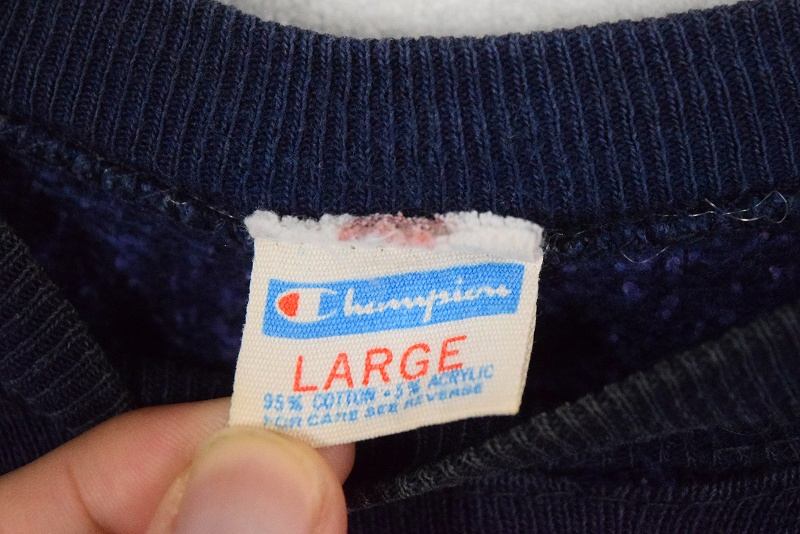 Champion
LARGE
95% COTTON - 5% ACRYLIC
FOR CARE SEE REVERSE